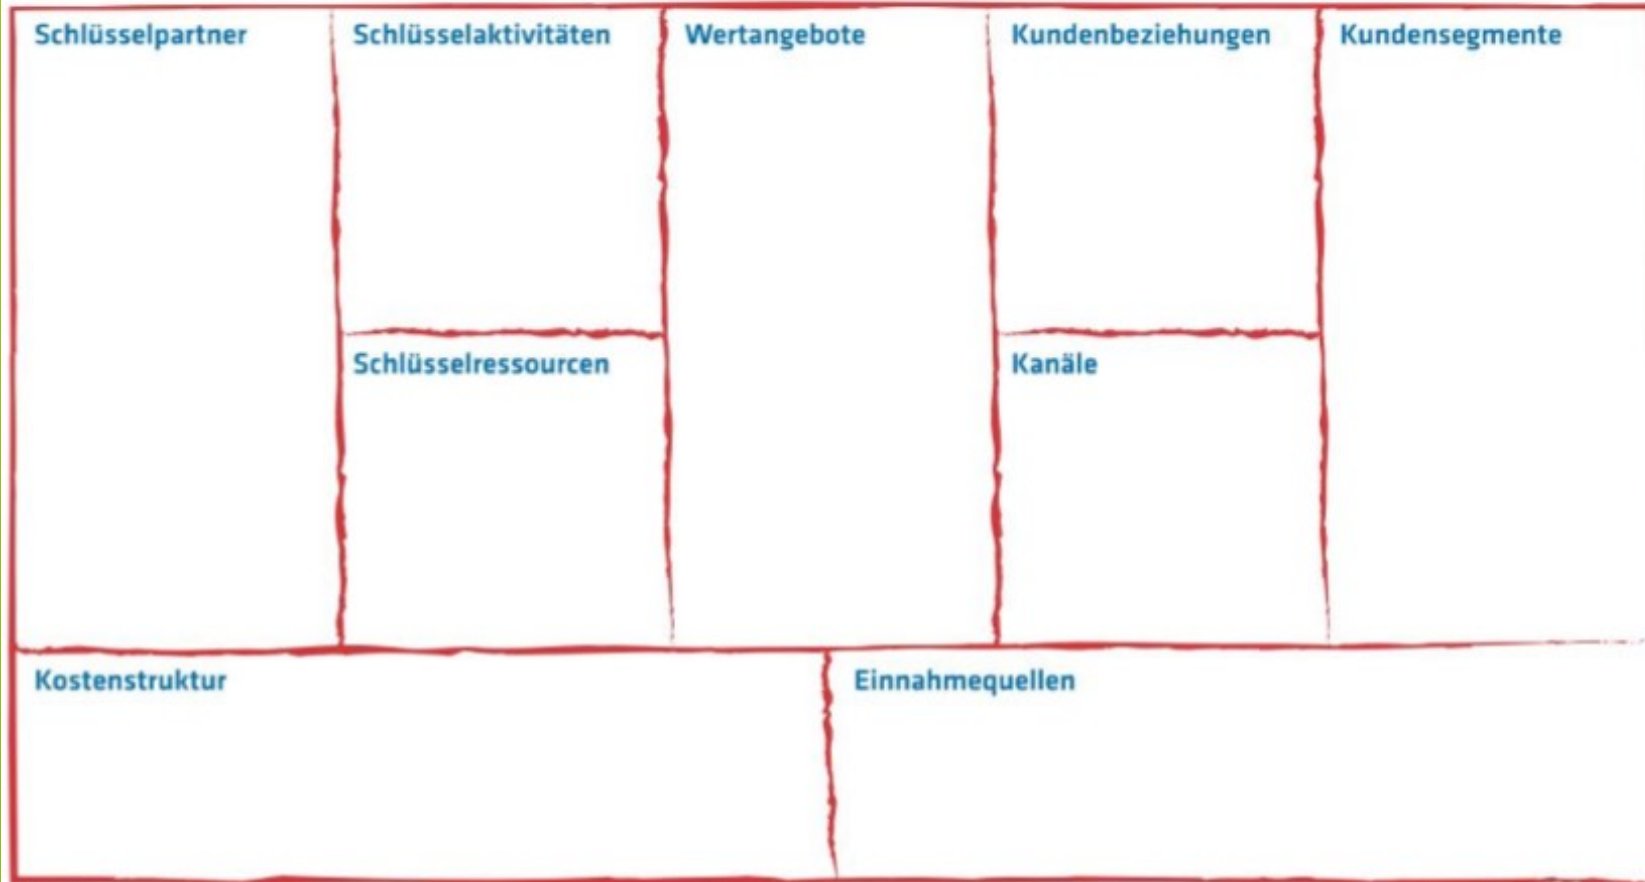 Schlüsselpartner
Schlüsselaktivitäten
Wertangebote
Kundenbeziehungen
Kundensegmente
Schlüsselressourcen
Kanäle
Kostenstruktur
Einnahmequellen